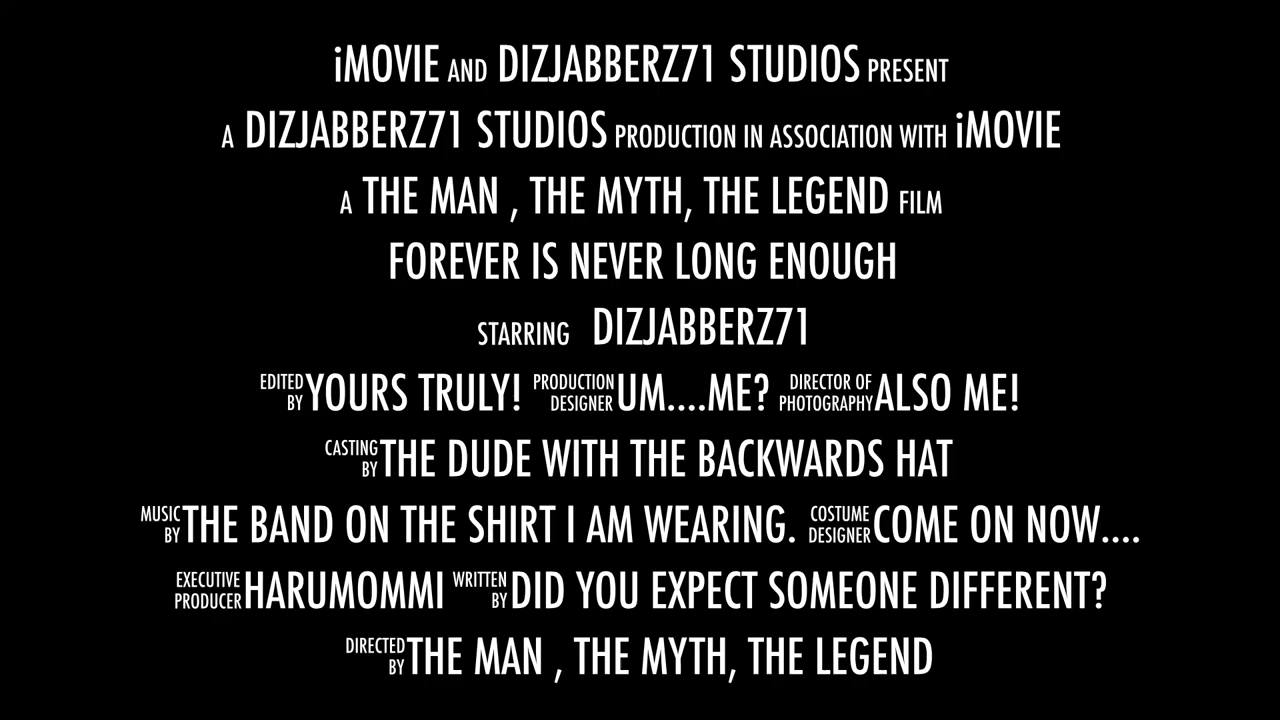 iMOVIE AND DIZJABBERZ71 STUDIOS PRESENT
A DIZJABBERZ71 STUDIOS PRODUCTION IN ASSOCIATION WITH iMOVIE
A THE MAN , THE MYTH, THE LEGEND FILM
FOREVER IS NEVER LONG ENOUGH
STARRING DIZJABBERZ71
EDITED BY YOURS TRULY! PRODUCTION DESIGNER UM....ME? DIRECTOR OF PHOTOGRAPHY ALSO ME!
CASTING BY THE DUDE WITH THE BACKWARDS HAT
MUSIC BY THE BAND ON THE SHIRT I AM WEARING. COSTUME DESIGNER COME ON NOW....
EXECUTIVE PRODUCER HARUMOMMI WRITTEN BY DID YOU EXPECT SOMEONE DIFFERENT?
DIRECTED BY THE MAN , THE MYTH, THE LEGEND